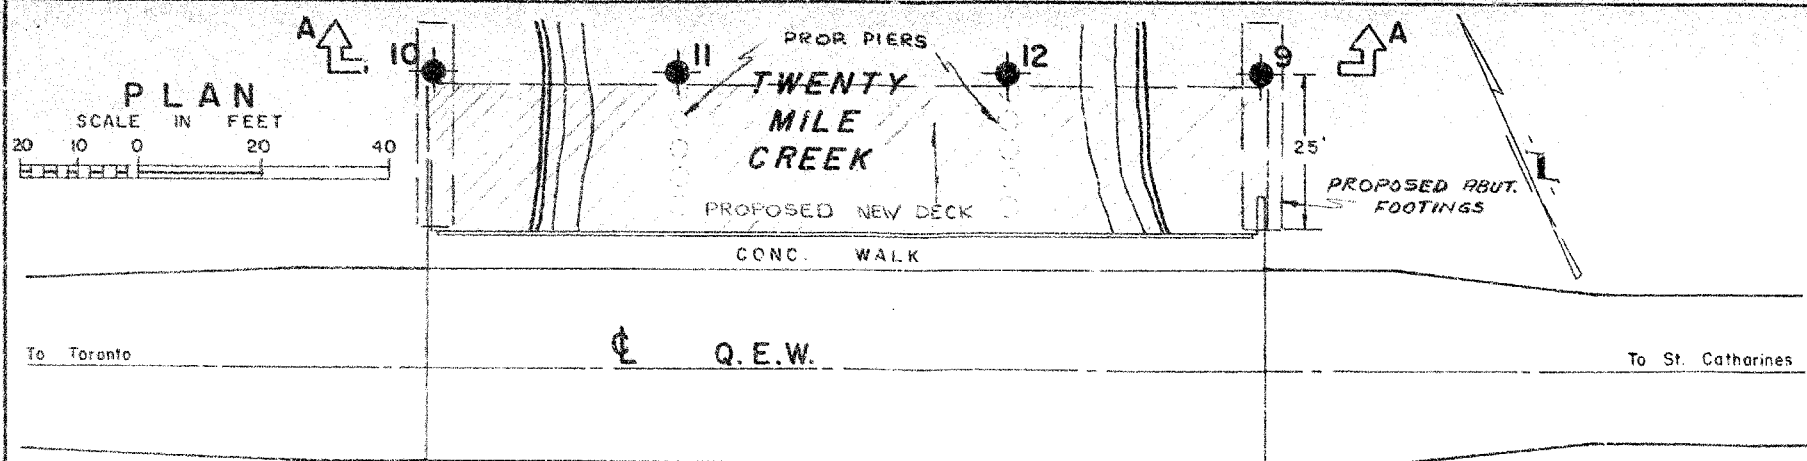 A
10
11
PROR PIERS
12
9
A
PLAN
SCALE IN FEET
20 10 0 20 40
TWENTY
MILE
CREEK
25'
PROPOSED ABUT.
FOOTINGS
PROPOSED NEW DECK
CONC. WALK
To Toronto
℄ Q.E.W.
To St. Catharines